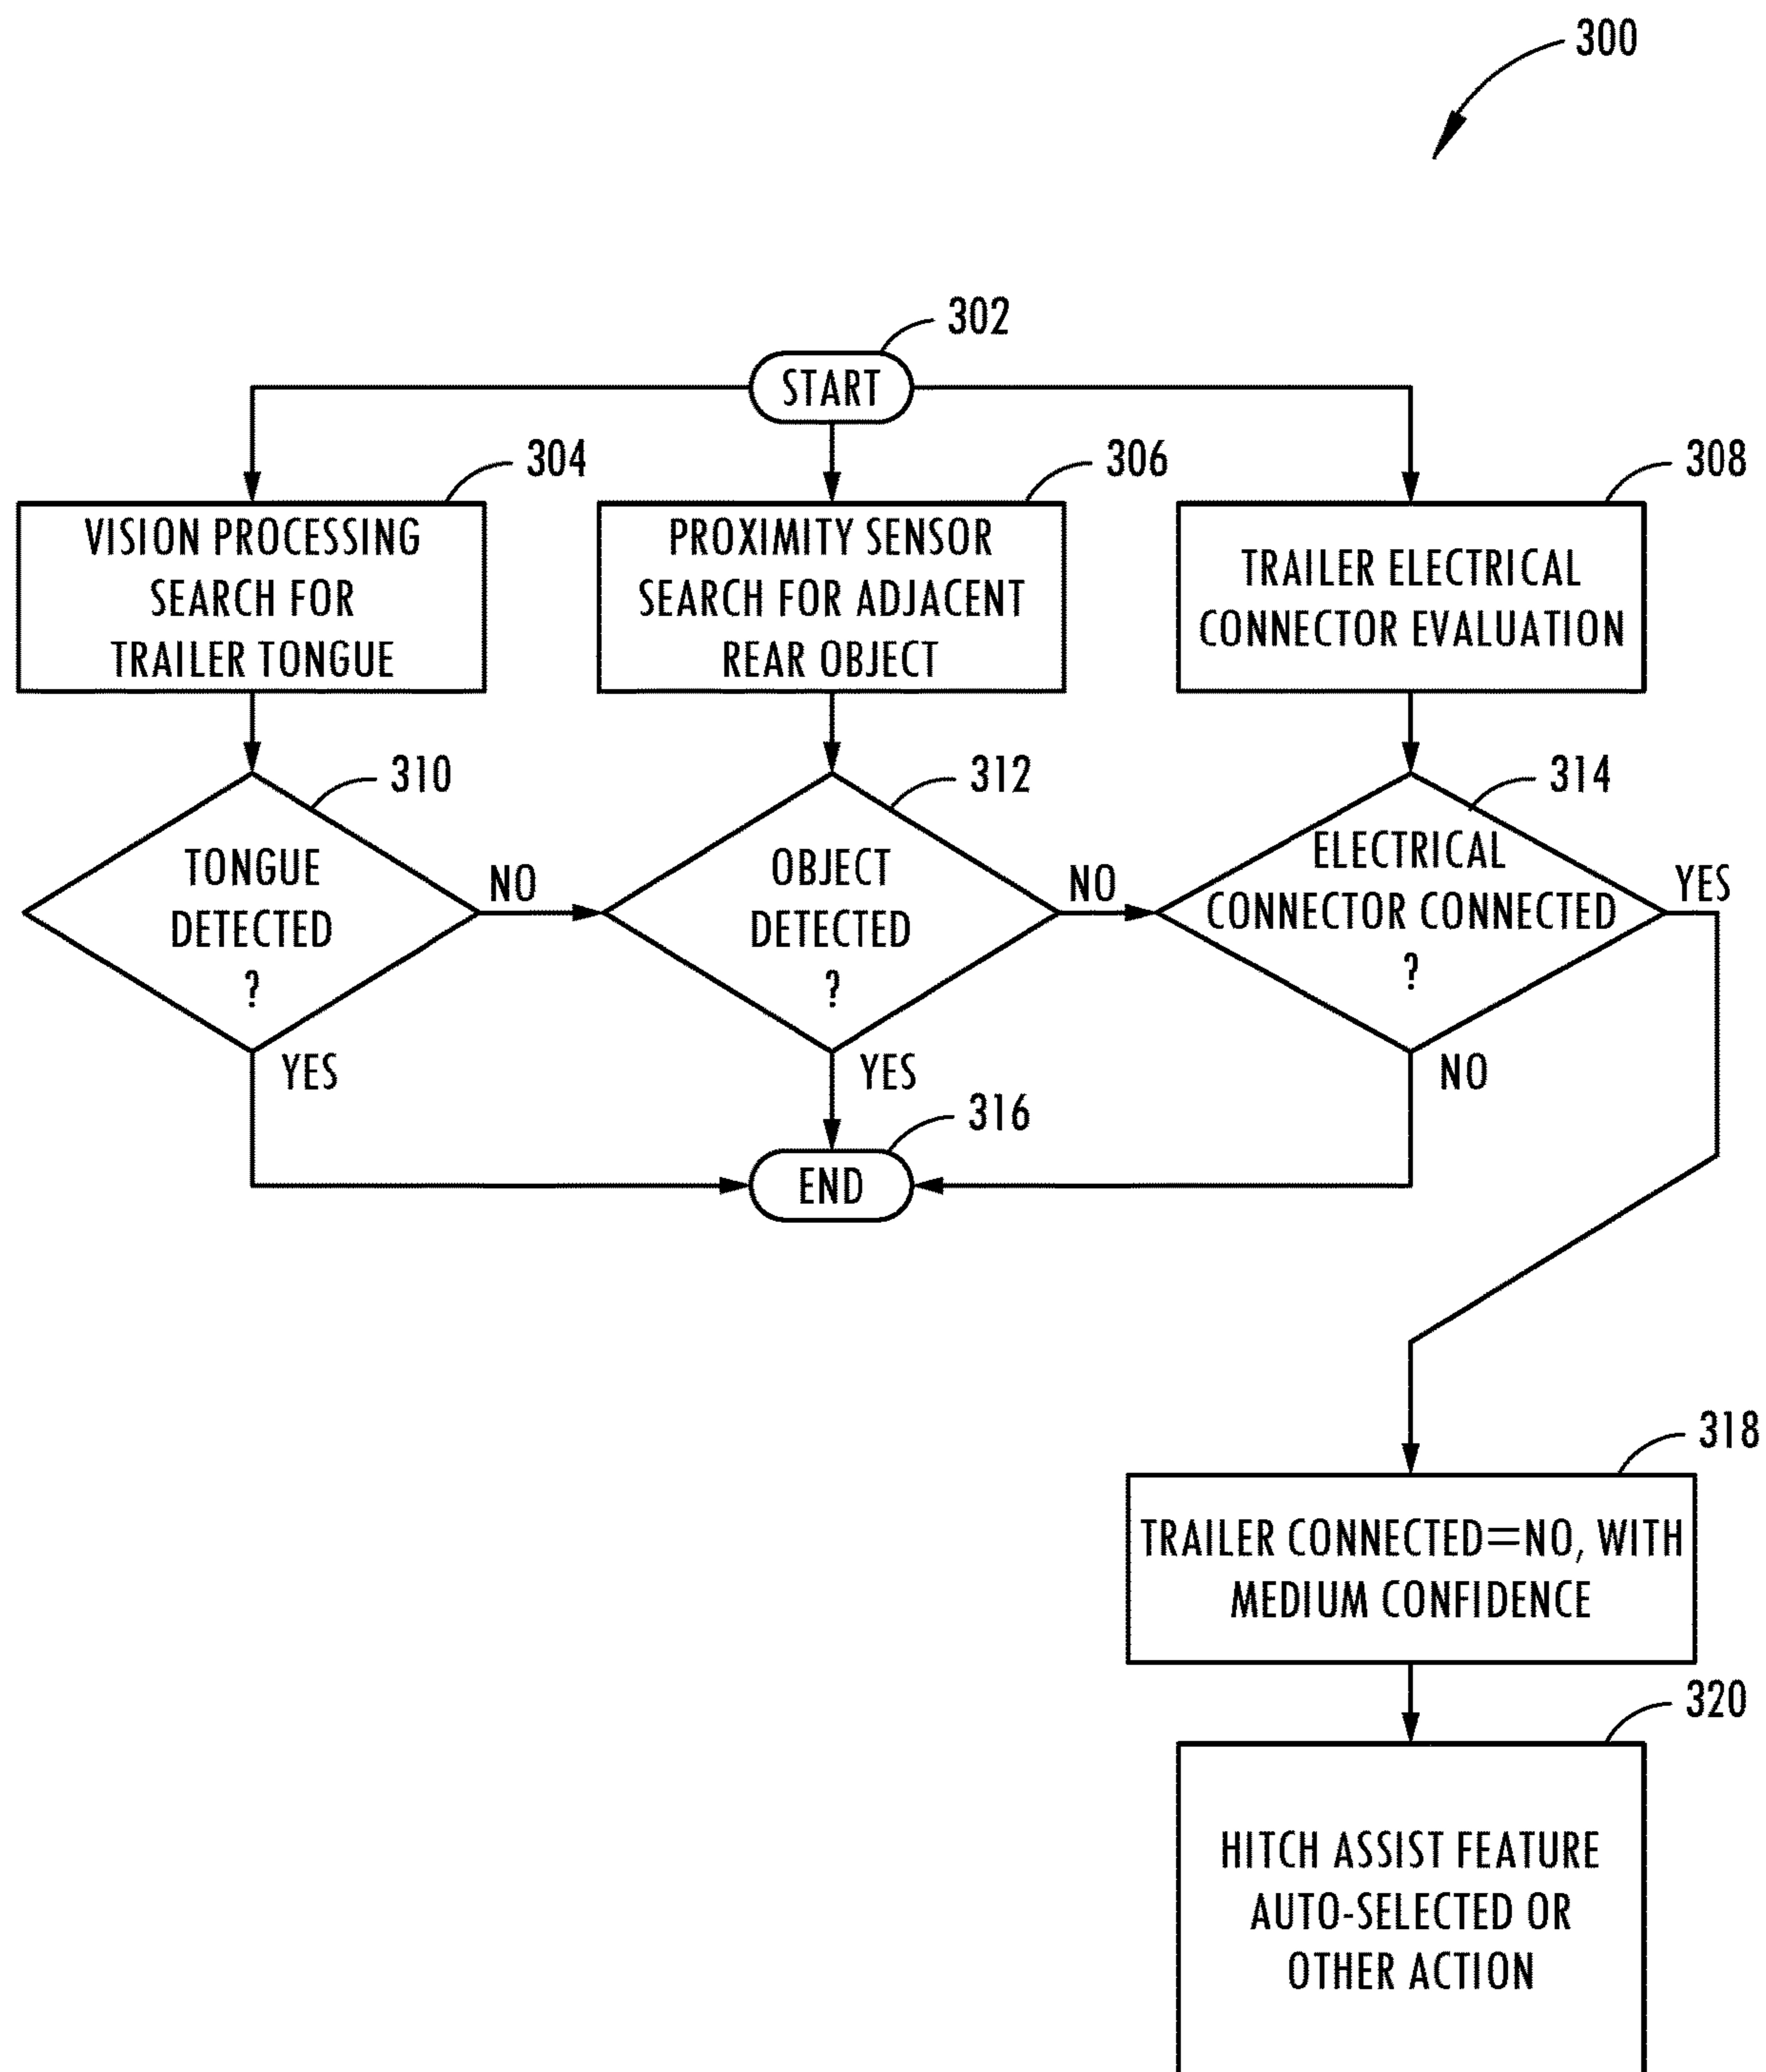 300
302
START
304
306
308
VISION PROCESSING
SEARCH FOR
TRAILER TONGUE
PROXIMITY SENSOR
SEARCH FOR ADJACENT
REAR OBJECT
TRAILER ELECTRICAL
CONNECTOR EVALUATION
310
312
314
TONGUE
DETECTED
?
NO
OBJECT
DETECTED
?
NO
ELECTRICAL
CONNECTOR CONNECTED
?
YES
YES
YES
NO
316
END
318
TRAILER CONNECTED=NO, WITH
MEDIUM CONFIDENCE
320
HITCH ASSIST FEATURE
AUTO-SELECTED OR
OTHER ACTION